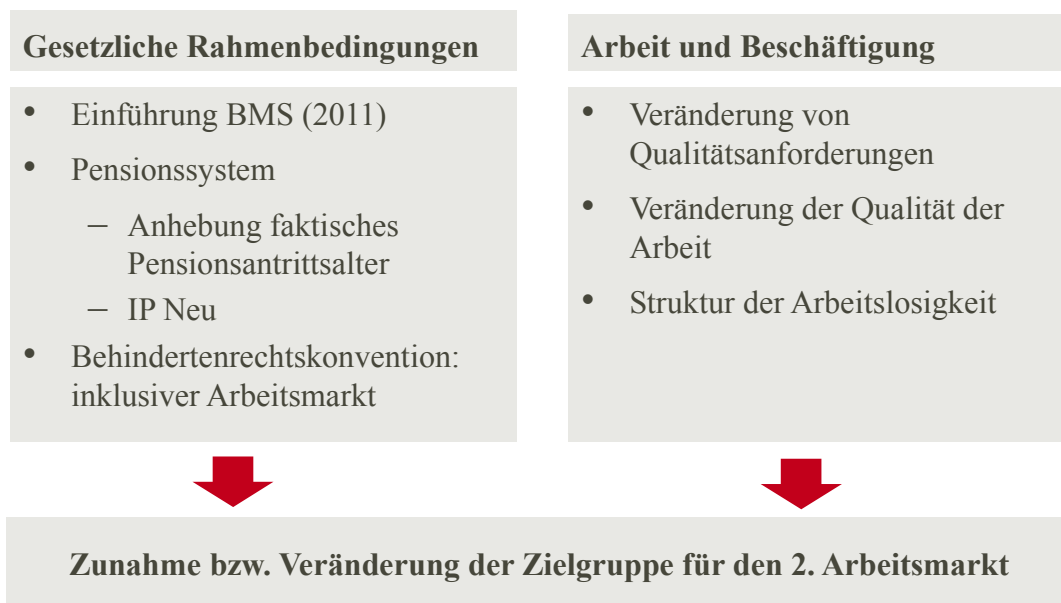 Gesetzliche Rahmenbedingungen
• Einführung BMS (2011)
• Pensionssystem
– Anhebung faktisches
Pensionsantrittsalter
– IP Neu
• Behindertenrechtskonvention:
inklusiver Arbeitsmarkt
Arbeit und Beschäftigung
• Veränderung von
Qualitätsanforderungen
• Veränderung der Qualität der
Arbeit
• Struktur der Arbeitslosigkeit
Zunahme bzw. Veränderung der Zielgruppe für den 2. Arbeitsmarkt